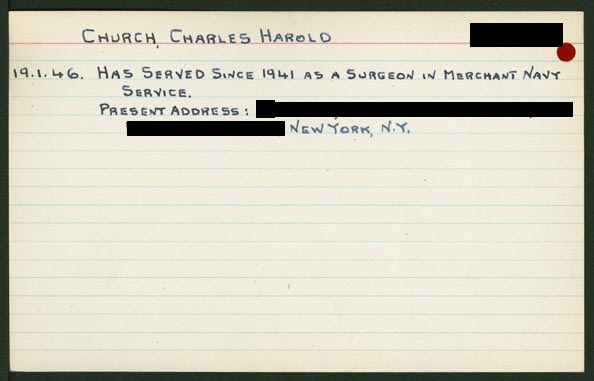 CHURCH, CHARLES HAROLD
19.1.46. HAS SERVED SINCE 1941 AS A SURGEON IN MERCHANT NAVY
SERVICE.
PRESENT ADDRESS:
NEW YORK, N.Y.